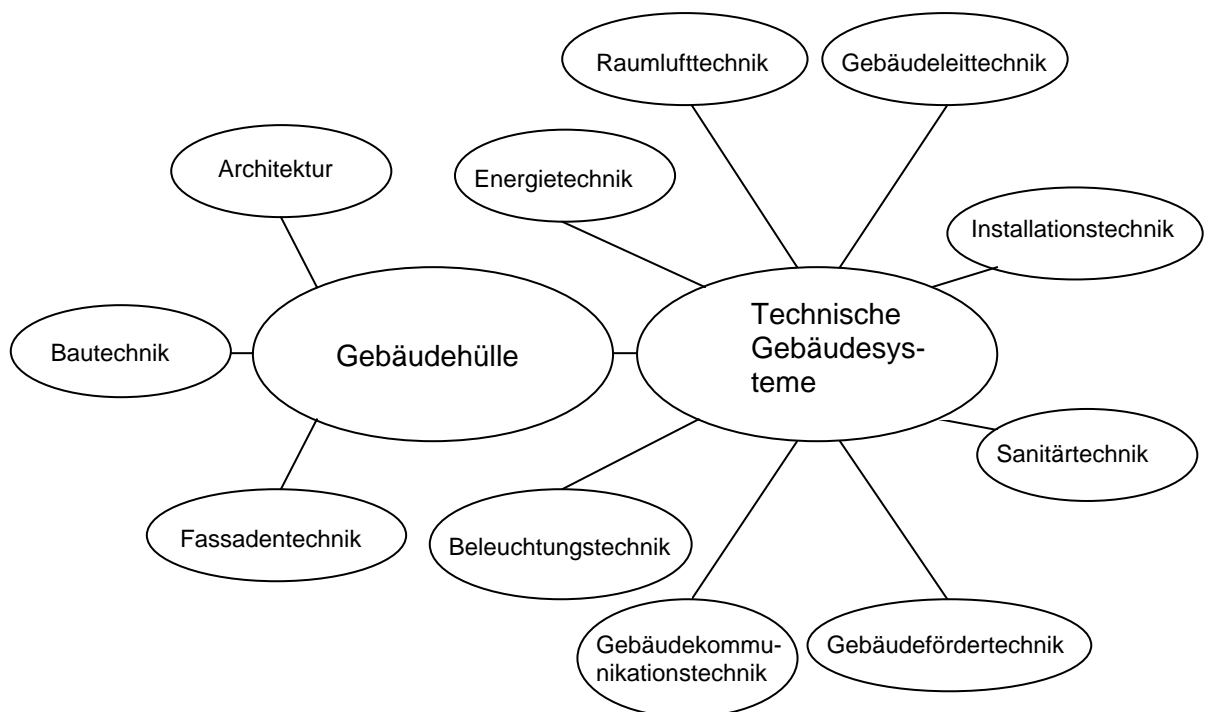 Raumlufttechnik
Gebäudeleittechnik
Architektur
Energietechnik
Installationstechnik
Technische
Gebäudesys-
teme
Bautechnik
Gebäudehülle
Sanitärtechnik
Fassadentechnik
Beleuchtungstechnik
Gebäudekommu-
nikationstechnik
Gebäudefördertechnik